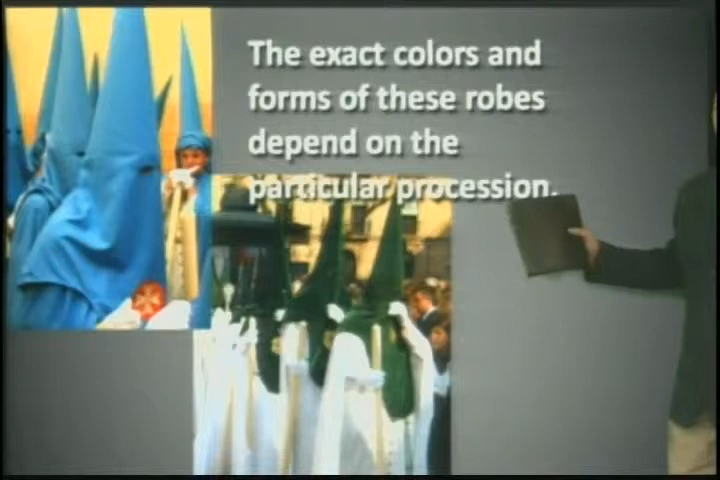 The exact colors and
forms of these robes
depend on the
particular procession.